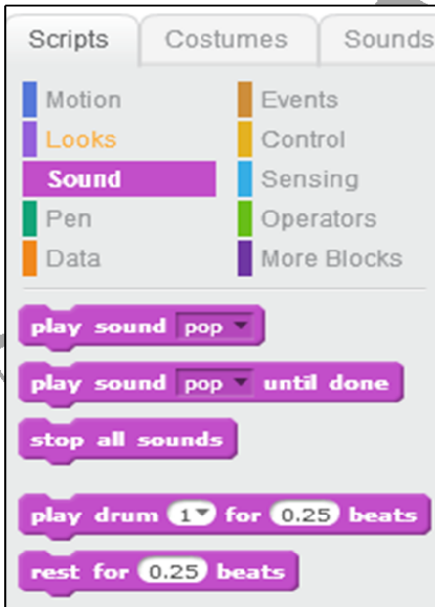 Scripts Costumes Sounds
Motion Events
Looks Control
Sound Sensing
Pen Operators
Data More Blocks
play sound pop
play sound pop until done
stop all sounds
play drum 1 for 0.25 beats
rest for 0.25 beats